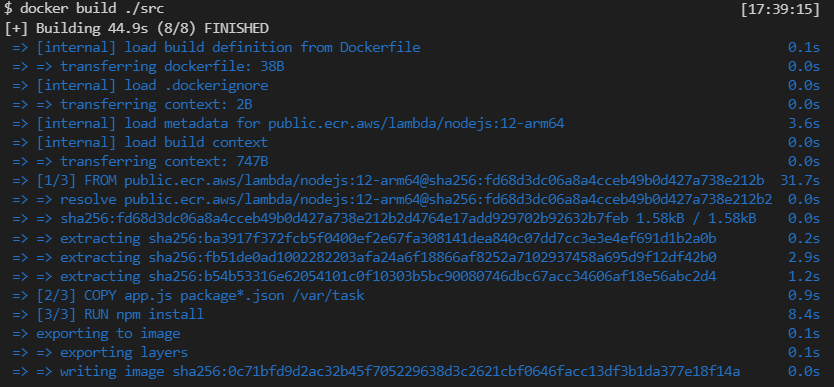 $ docker build ./src [17:39:15]
[+] Building 44.9s (8/8) FINISHED
=> [internal] load build definition from Dockerfile 0.1s
=> => transferring dockerfile: 38B 0.0s
=> [internal] load .dockerignore 0.0s
=> => transferring context: 2B 0.0s
=> [internal] load metadata for public.ecr.aws/lambda/nodejs:12-arm64 3.6s
=> [internal] load build context 0.0s
=> => transferring context: 747B 0.0s
=> [1/3] FROM public.ecr.aws/lambda/nodejs:12-arm64@sha256:fd68d3dc06a8a4cceb49b0d427a738e212b 31.7s
=> => resolve public.ecr.aws/lambda/nodejs:12-arm64@sha256:fd68d3dc06a8a4cceb49b0d427a738e212b2 0.0s
=> => sha256:fd68d3dc06a8a4cceb49b0d427a738e212b2d4764e17add929702b92632b7feb 1.58kB / 1.58kB 0.0s
=> => extracting sha256:ba3917f372fcb5f0400ef2e67fa308141dea840c07dd7cc3e3e4ef691d1b2a0b 0.2s
=> => extracting sha256:fb51de0ad1002282203afa24a6f18866af8252a7102937458a695d9f12df42b0 2.9s
=> => extracting sha256:b54b53316e62054101c0f10303b5bc90080746dbc67acc34606af18e56abc2d4 1.2s
=> [2/3] COPY app.js package*.json /var/task 0.9s
=> [3/3] RUN npm install 8.4s
=> exporting to image 0.1s
=> => exporting layers 0.1s
=> => writing image sha256:0c71bfd9d2ac32b45f705229638d3c2621cbf0646facc13df3b1da377e18f14a 0.0s